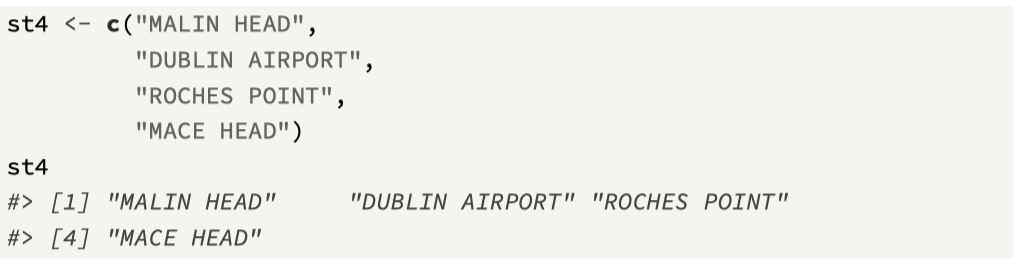 st4 <- c("MALIN HEAD",
         "DUBLIN AIRPORT",
         "ROCHES POINT",
         "MACE HEAD")
st4
#> [1] "MALIN HEAD"     "DUBLIN AIRPORT" "ROCHES POINT"
#> [4] "MACE HEAD"